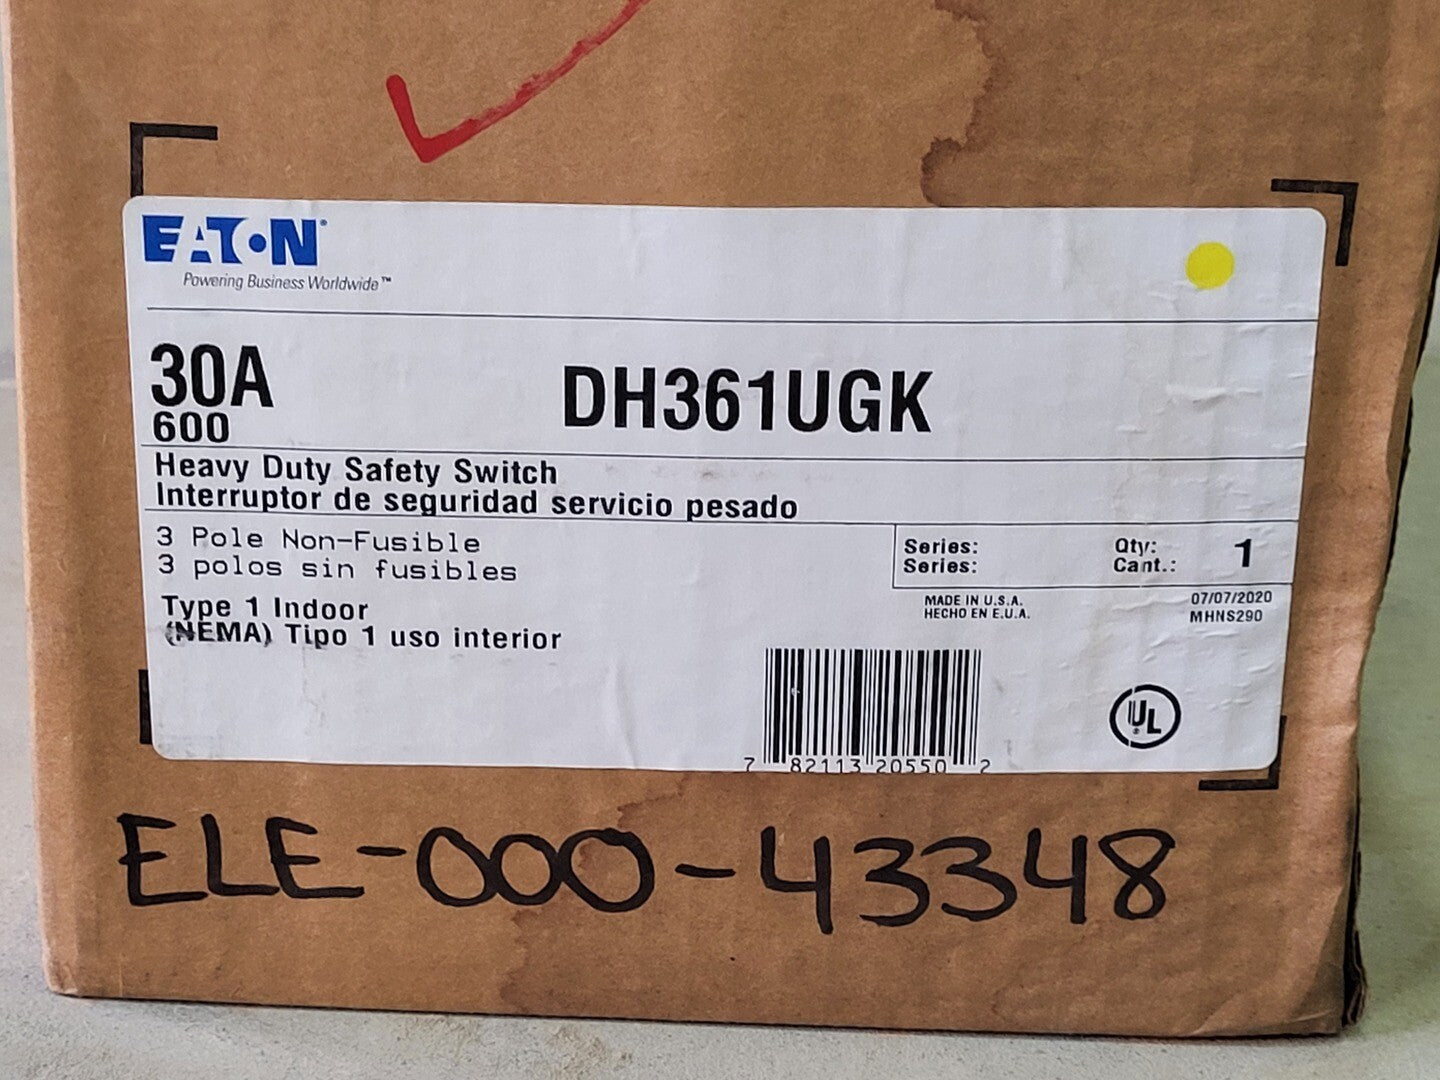 EATON®
Powering Business Worldwide™
30A
600
DH361UGK
Heavy Duty Safety Switch
Interruptor de seguridad servicio pesado
3 Pole Non-Fusible
3 polos sin fusibles
Type 1 Indoor
(NEMA) Tipo 1 uso interior
Series:
Series:
Qty:
Cant.:
1
MADE IN U.S.A.
HECHO EN E.U.A.
07/07/2020
MHNS290
7 82113 20550 2
UL
®
ELE-000-43348